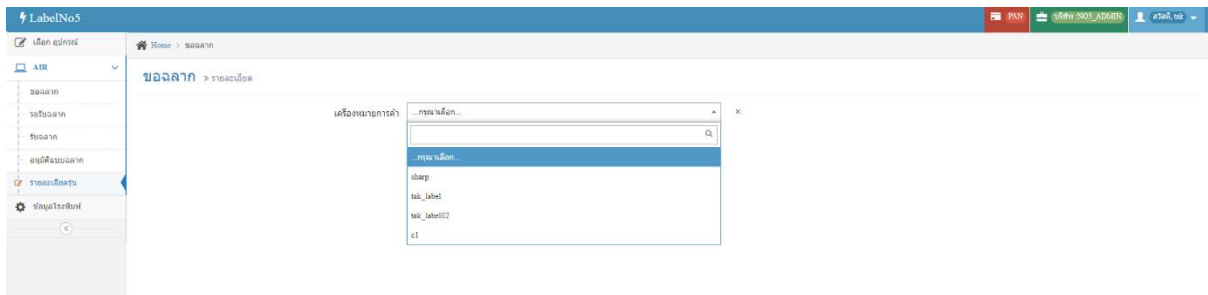 LabelNo5
PAN
บริษัท :NO5_ADMIN
สวัสดี, tak
เลือก อุปกรณ์
Home > ขอฉลาก
AIR
ขอฉลาก » รายละเอียด
ขอฉลาก
รอรับฉลาก
เครื่องหมายการค้า
...กรุณาเลือก...
×
รับฉลาก
อนุมัติแบบฉลาก
...กรุณาเลือก...
รายละเอียดรุ่น
sharp
tak_label
ข้อมูลโรงพิมพ์
tak_label02
c1